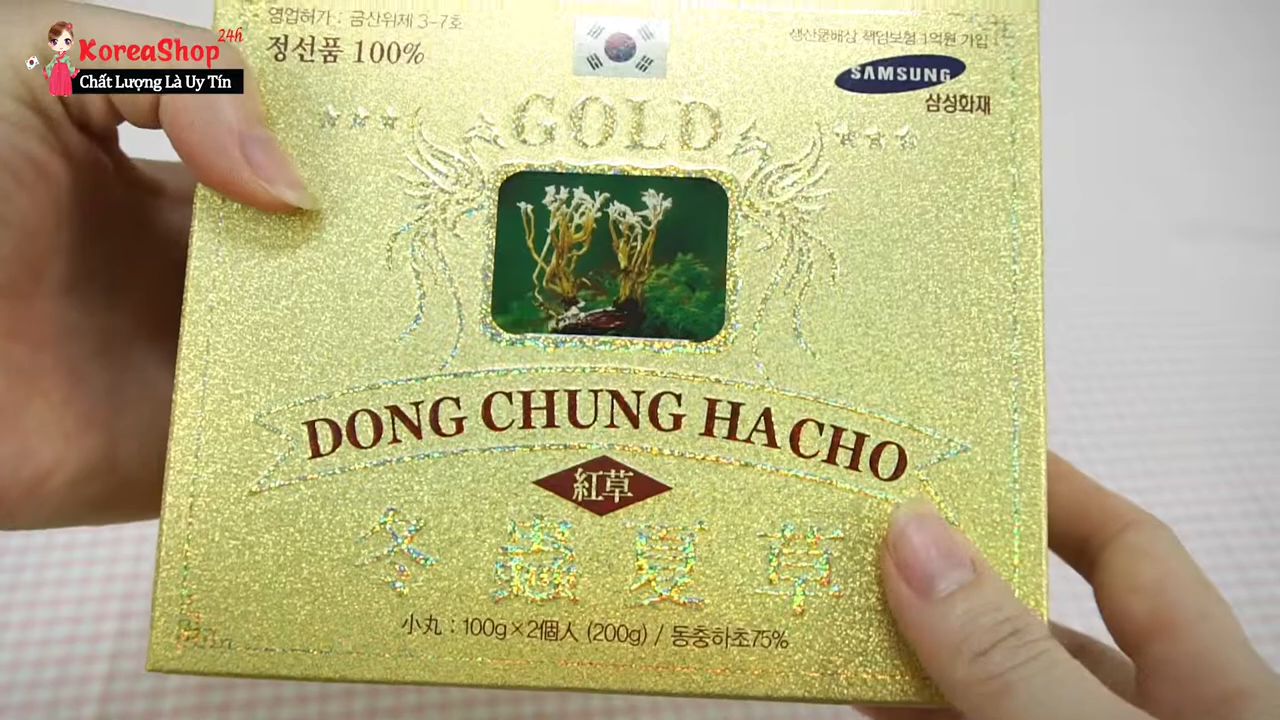 KoreaShop 24h
Chất Lượng Là Uy Tín
영업허가 : 금산위제 3-7호
정선품 100%
생산물배상 책임보험 1억원 가입
SAMSUNG
삼성화재
GOLD
DONG CHUNG HA CHO
紅草
冬蟲夏草
小丸 : 100g×2個入 (200g) / 동충하초75%